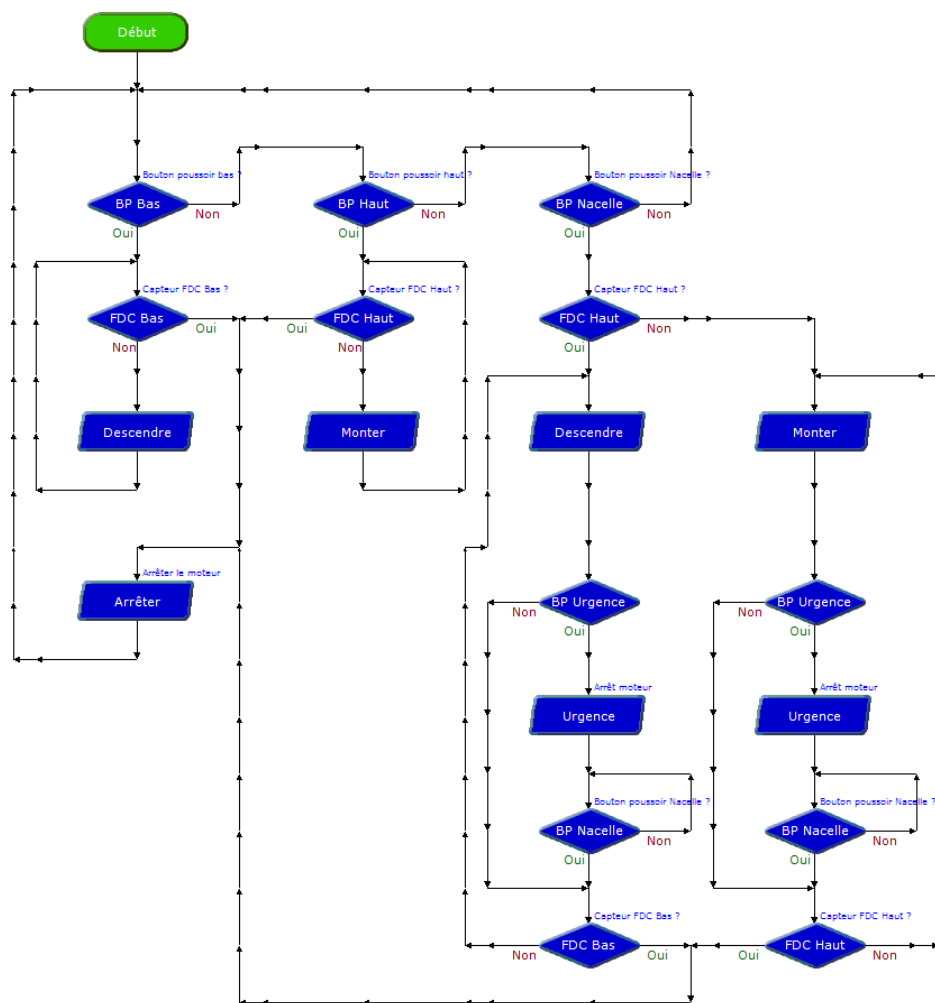 Début
Bouton poussoir bas ?
Bouton poussoir haut ?
Bouton poussoir Nacelle ?
BP Bas
Non
BP Haut
Non
BP Nacelle
Non
Oui
Oui
Oui
Capteur FDC Bas ?
Capteur FDC Haut ?
Capteur FDC Haut ?
FDC Bas
Oui
Oui
FDC Haut
FDC Haut
Non
Non
Non
Oui
Descendre
Monter
Descendre
Monter
Arrêter le moteur
Arrêter
Non
BP Urgence
Non
BP Urgence
Oui
Oui
Arrêt moteur
Arrêt moteur
Urgence
Urgence
Bouton poussoir Nacelle ?
Bouton poussoir Nacelle ?
BP Nacelle
Non
BP Nacelle
Non
Oui
Oui
Capteur FDC Bas ?
Capteur FDC Haut ?
Non
FDC Bas
Oui
Oui
FDC Haut
Non